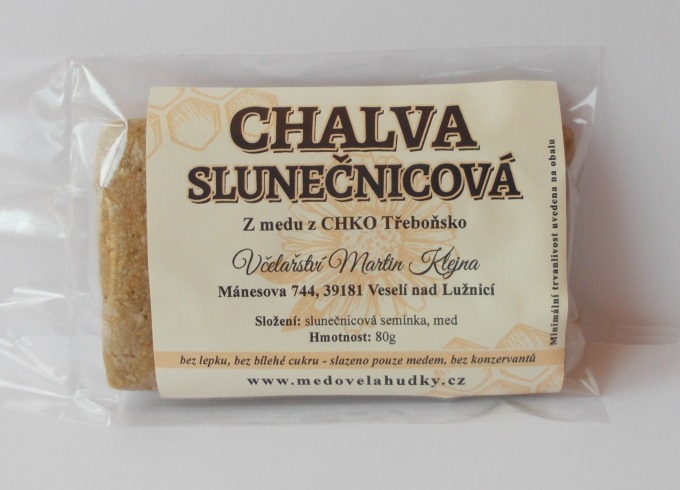 CHALVA
SLUNEČNICOVÁ
Z medu z CHKO Třeboňsko
Včelařství Martin Klejna
Mánesova 744, 39181 Veselí nad Lužnicí
Složení: slunečnicová semínka, med
Hmotnost: 80g
bez lepku, bez bílehé cukru - slazeno pouze medem, bez konzervantů
www.medovelahudky.cz
Minimální trvanlivost uvedena na obalu